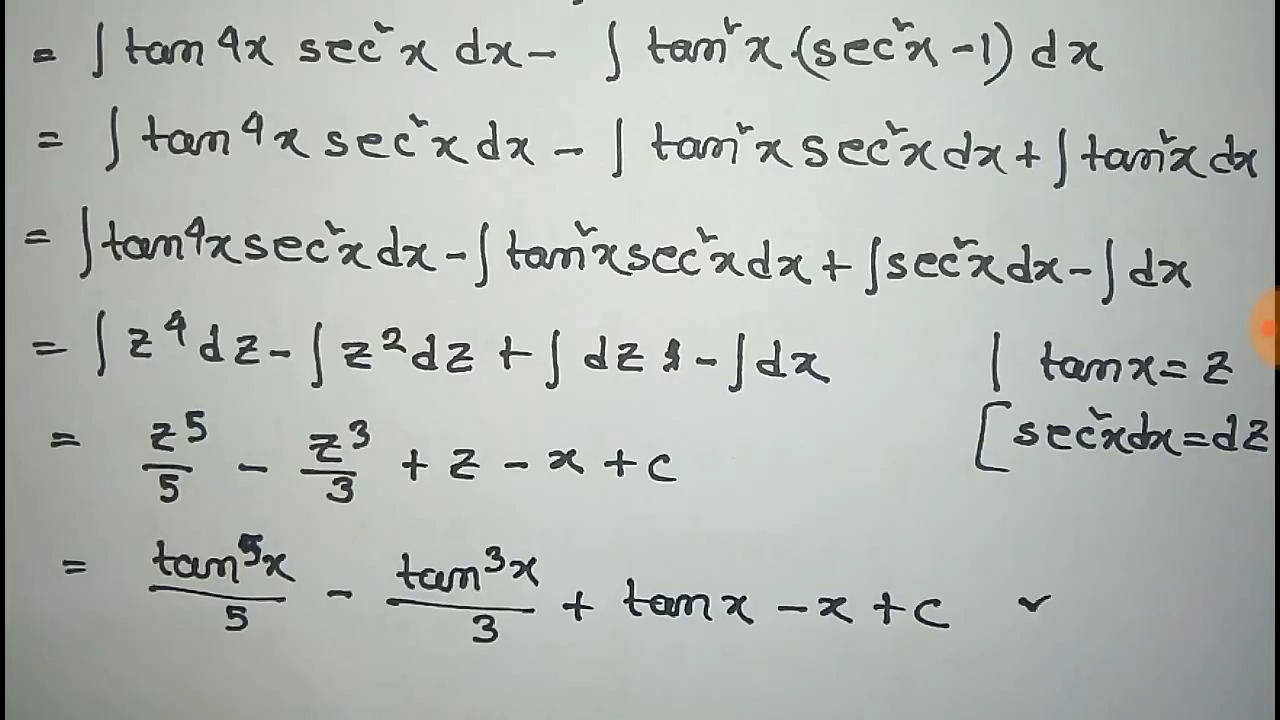 = ∫ tan 4x sec²x dx − ∫ tan²x (sec²x − 1) dx
= ∫ tan⁴x sec²x dx − ∫ tan²x sec²x dx + ∫ tan²x dx
= ∫ tan⁴x sec²x dx − ∫ tan²x sec²x dx + ∫ sec²x dx − ∫ dx
= ∫ z⁴ dz − ∫ z² dz + ∫ dz − ∫ dx | tan x = z
[ sec²x dx = dz
= z⁵/5 − z³/3 + z − x + c
= tan⁵x/5 − tan³x/3 + tan x − x + c